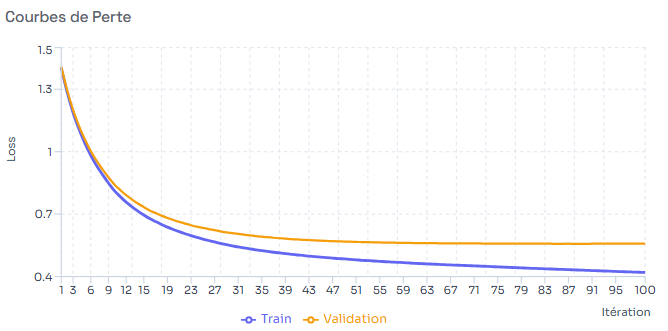 Courbes de Perte
1.5
1.3
1
0.7
0.4
Loss
1 3 6 9 12 15 19 23 27 31 35 39 43 47 51 55 59 63 67 71 75 79 83 87 91 95 100
Itération
Train Validation